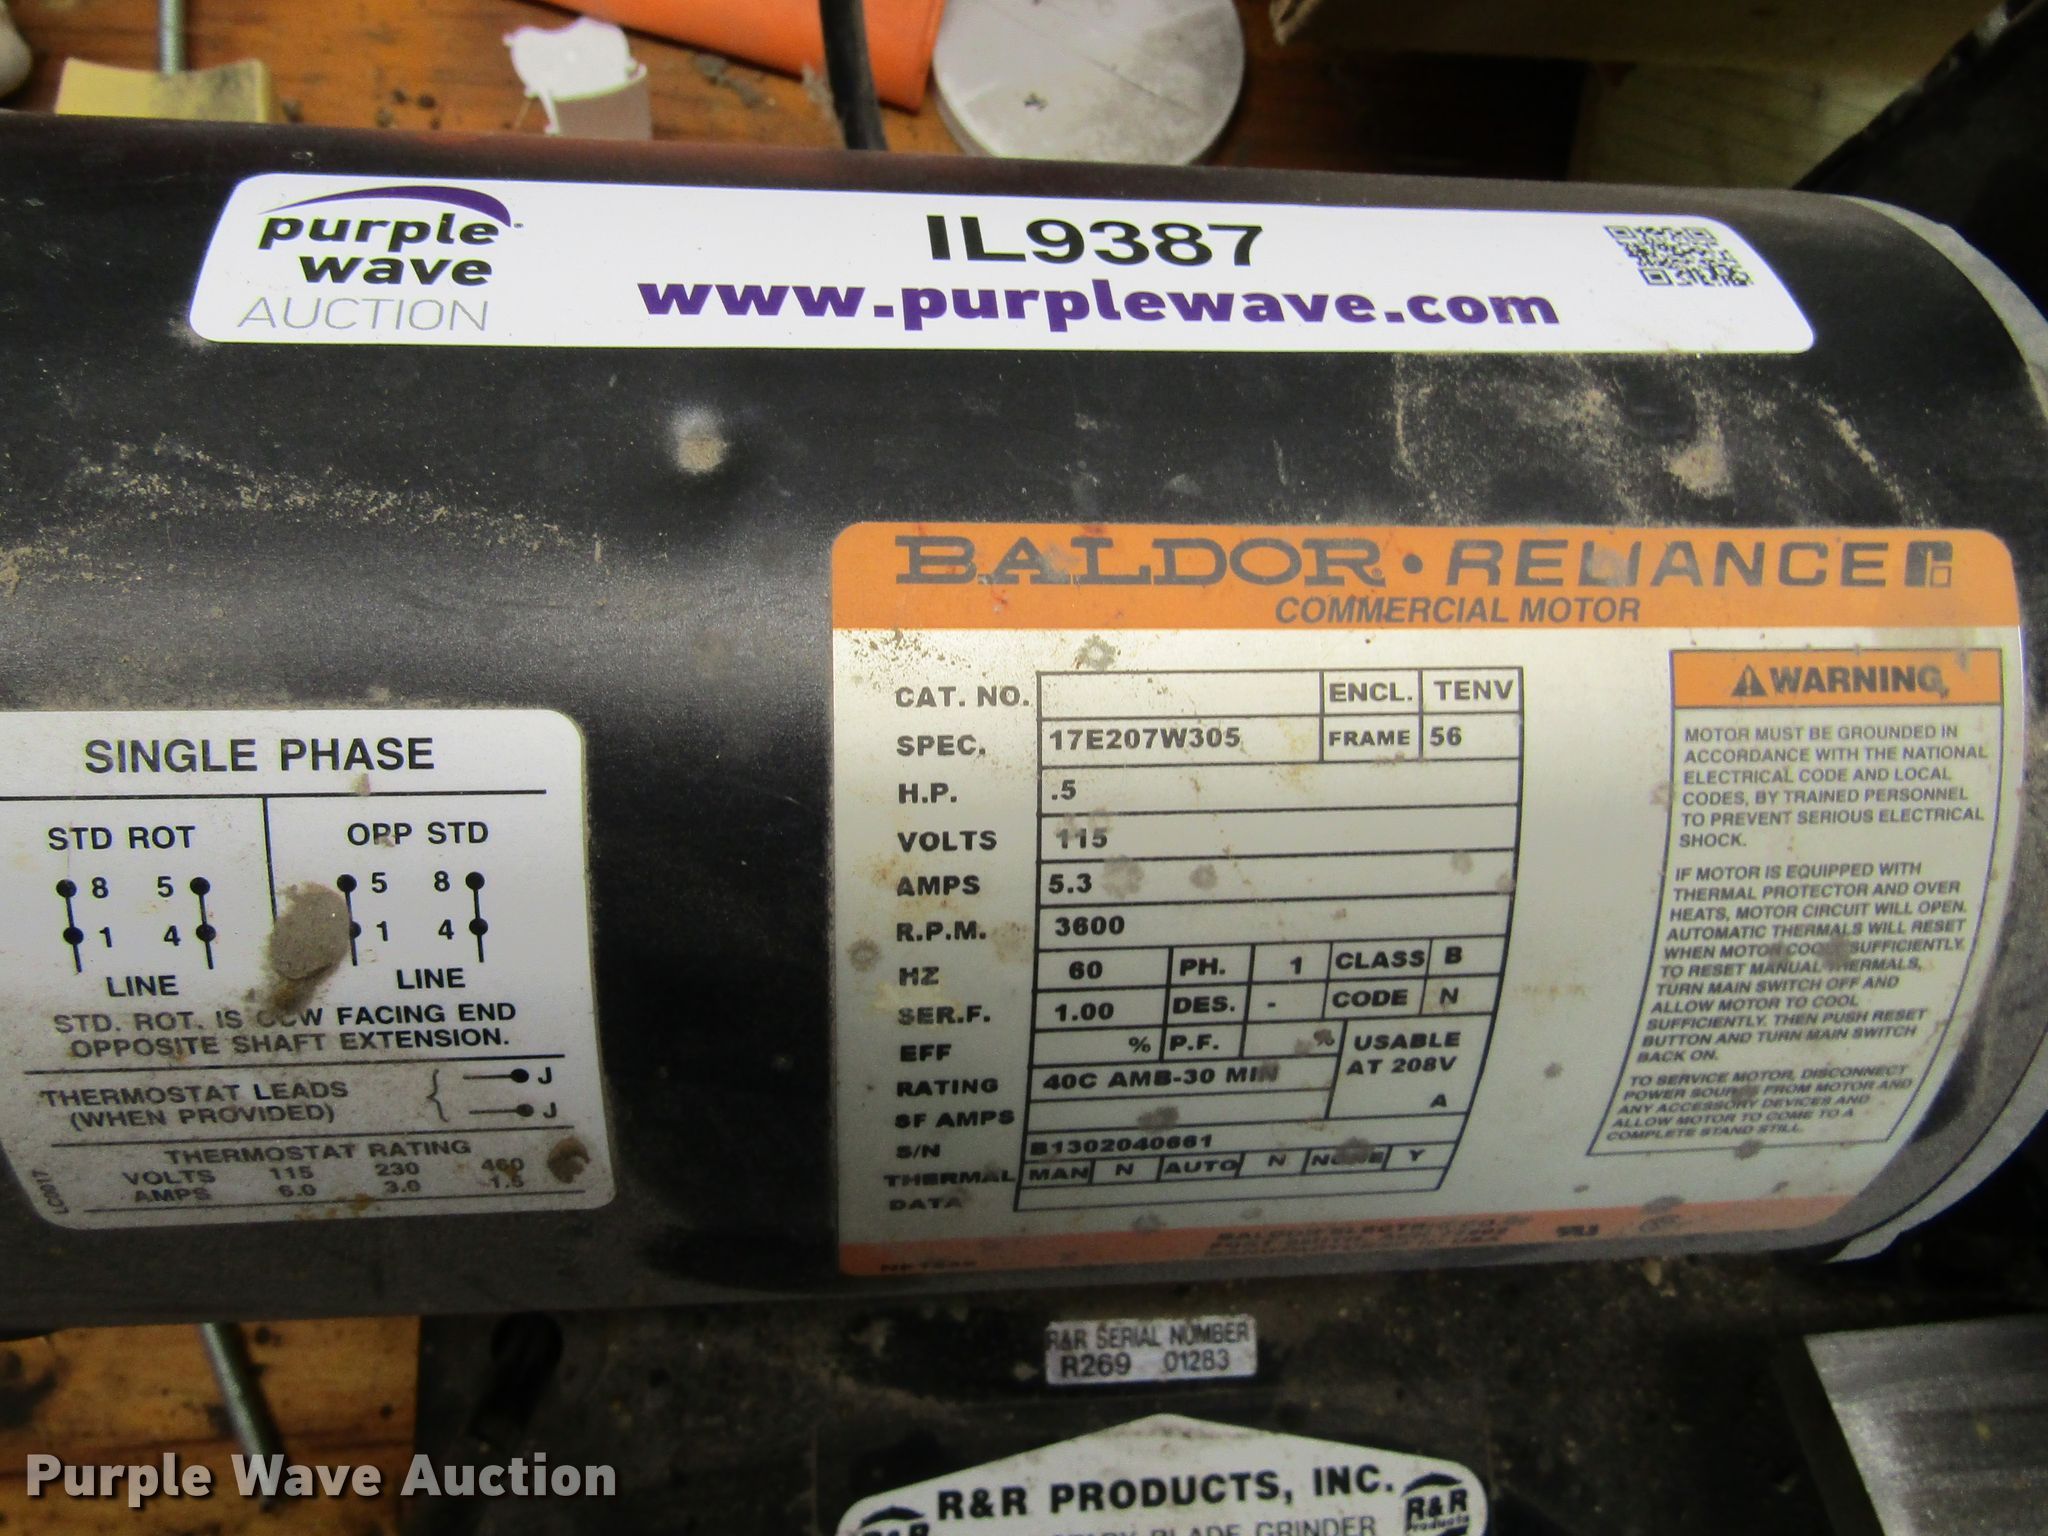 purple
wave
AUCTION
IL9387
www.purplewave.com
BALDOR • RELIANCE
COMMERCIAL MOTOR
CAT. NO. ENCL. TENV
SPEC. 17E207W305 FRAME 56
H.P. .5
VOLTS 115
AMPS 5.3
R.P.M. 3600
HZ 60 PH. 1 CLASS B
SER.F. 1.00 DES. - CODE N
EFF % P.F. % USABLE
AT 208V
A
RATING 40C AMB-30 MIN
SF AMPS
S/N B1302040661
THERMAL MAN N AUTO N NONE Y
DATA
WARNING
MOTOR MUST BE GROUNDED IN
ACCORDANCE WITH THE NATIONAL
ELECTRICAL CODE AND LOCAL
CODES, BY TRAINED PERSONNEL
TO PREVENT SERIOUS ELECTRICAL
SHOCK.
IF MOTOR IS EQUIPPED WITH
THERMAL PROTECTOR AND OVER
HEATS, MOTOR CIRCUIT WILL OPEN.
AUTOMATIC THERMALS WILL RESET
WHEN MOTOR COOLS SUFFICIENTLY.
TO RESET MANUAL THERMALS,
TURN MAIN SWITCH OFF AND
ALLOW MOTOR TO COOL
SUFFICIENTLY. THEN PUSH RESET
BUTTON AND TURN MAIN SWITCH
BACK ON.
TO SERVICE MOTOR, DISCONNECT
POWER SOURCE FROM MOTOR AND
ANY ACCESSORY DEVICES AND
ALLOW MOTOR TO COME TO A
COMPLETE STAND STILL.
SINGLE PHASE
STD ROT OPP STD
8 5 5 8
1 4 1 4
LINE LINE
STD. ROT. IS CCW FACING END
OPPOSITE SHAFT EXTENSION.
THERMOSTAT LEADS J
(WHEN PROVIDED) J
THERMOSTAT RATING
VOLTS 115 230 460
AMPS 6.0 3.0 1.5
R&R SERIAL NUMBER
R269 01283
R&R PRODUCTS, INC.
R&R
Products
R&R
BLADE GRINDER
Purple Wave Auction